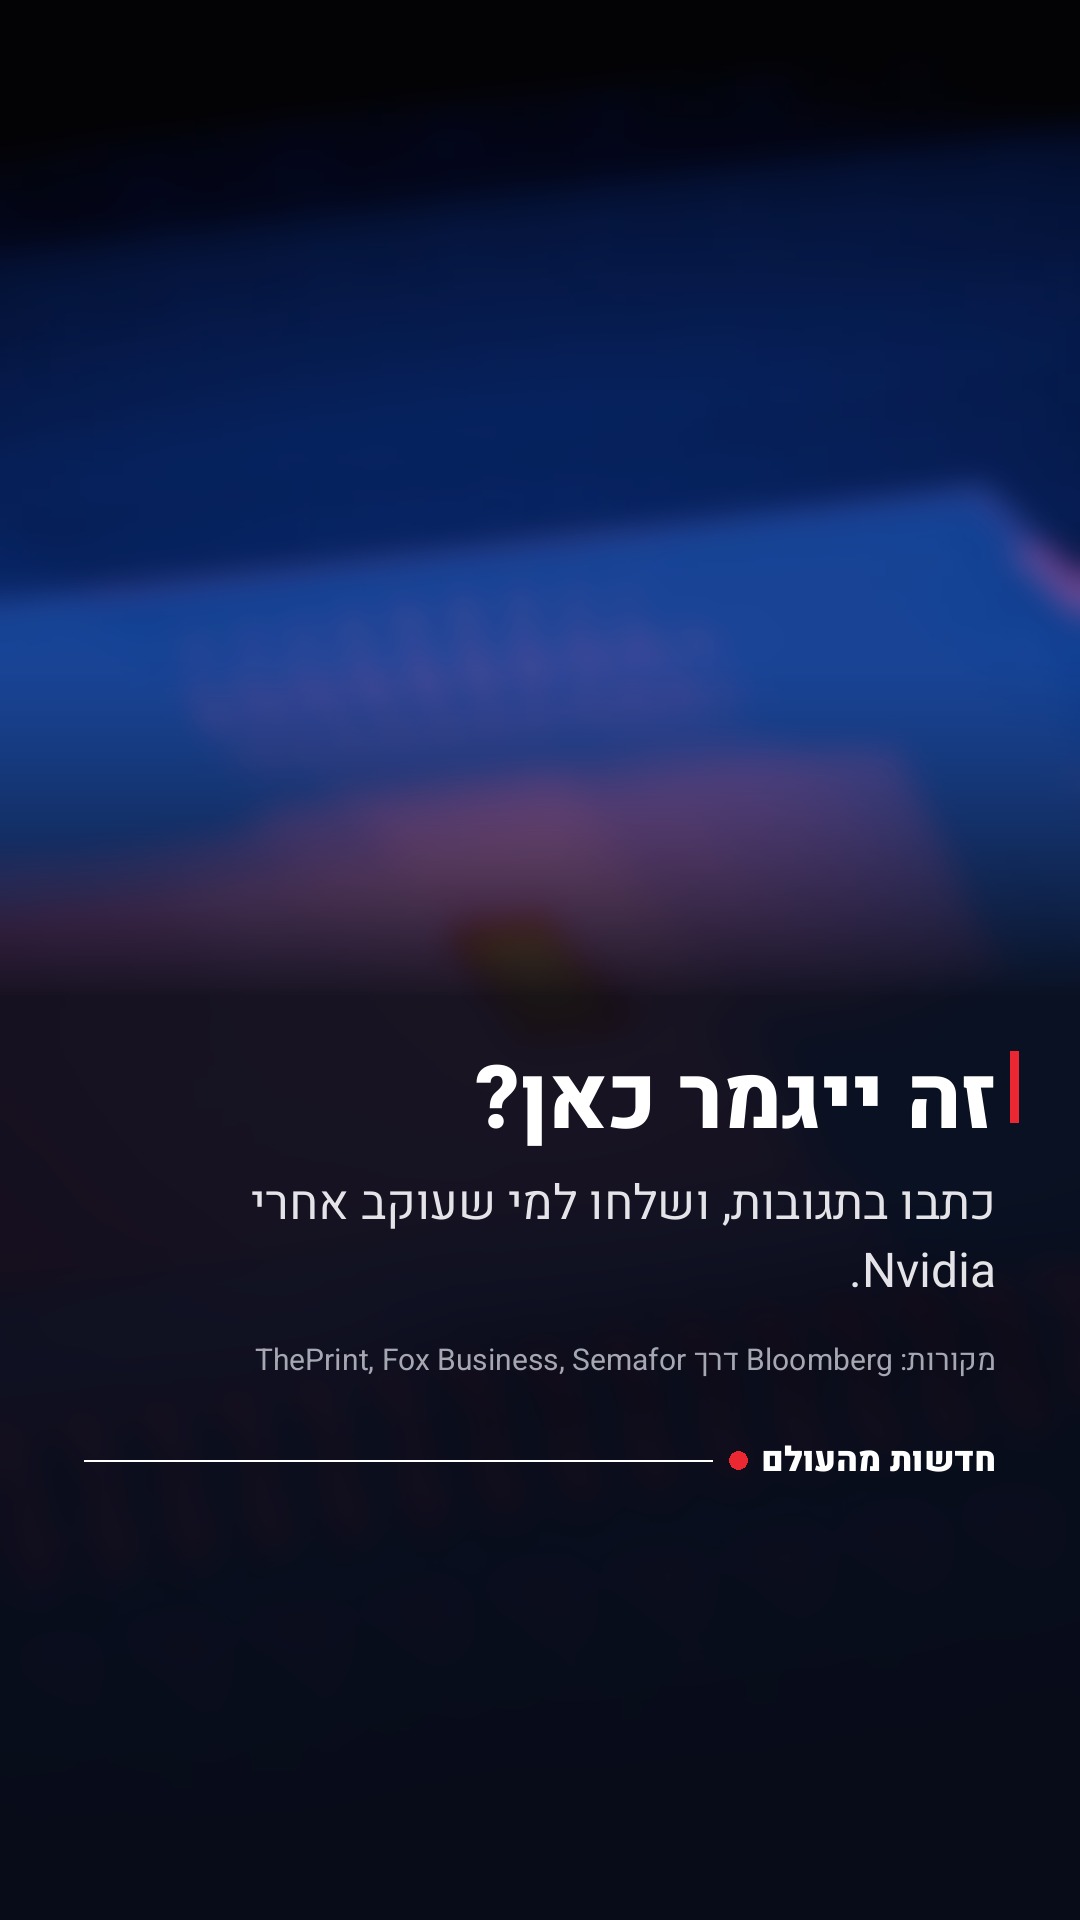 זה ייגמר כאן?
כתבו בתגובות, ושלחו למי שעוקב אחרי
Nvidia.
מקורות: Bloomberg דרך ThePrint, Fox Business, Semafor
חדשות מהעולם